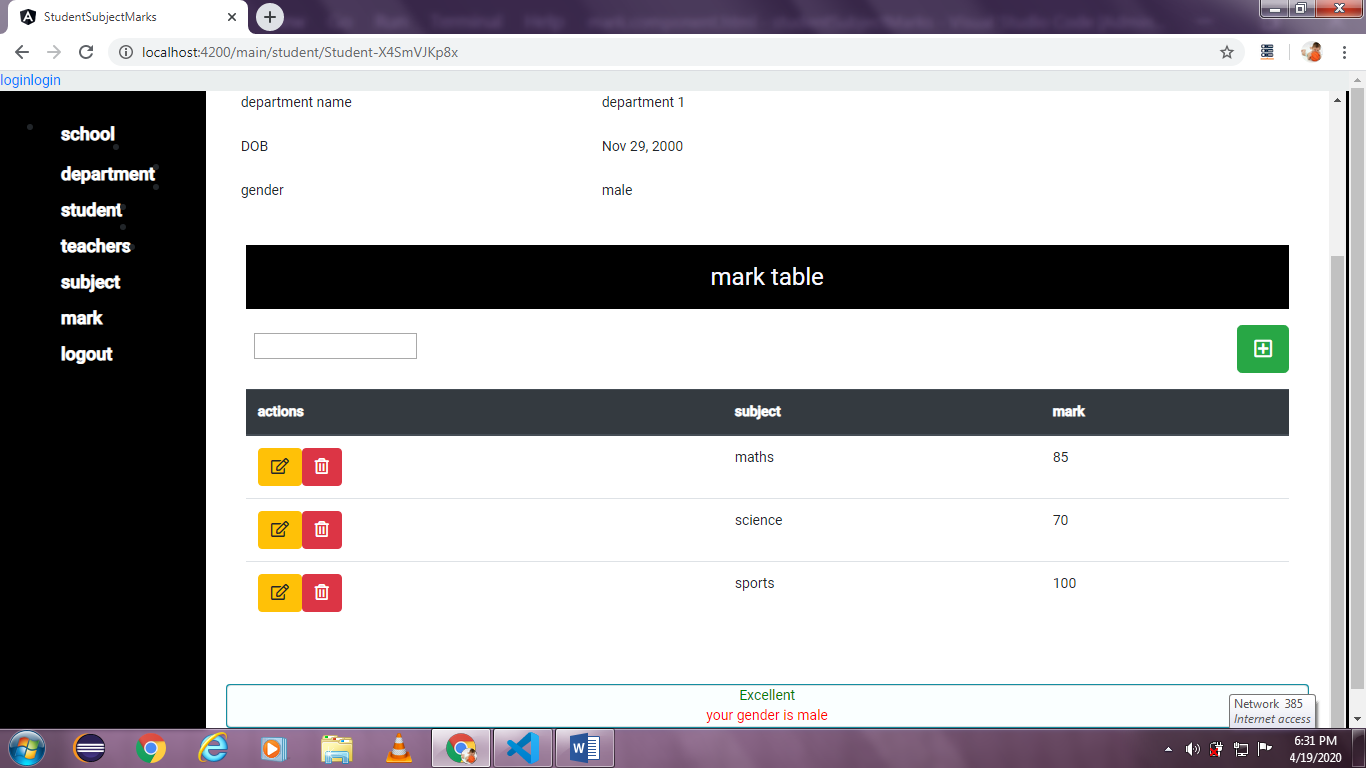 StudentSubjectMarks
localhost:4200/main/student/Student-X4SmVJKp8x
loginlogin
school
department
student
teachers
subject
mark
logout
department name department 1
DOB Nov 29, 2000
gender male
mark table
actions subject mark
maths 85
science 70
sports 100
Excellent
your gender is male
Network 385
Internet access
6:31 PM
4/19/2020